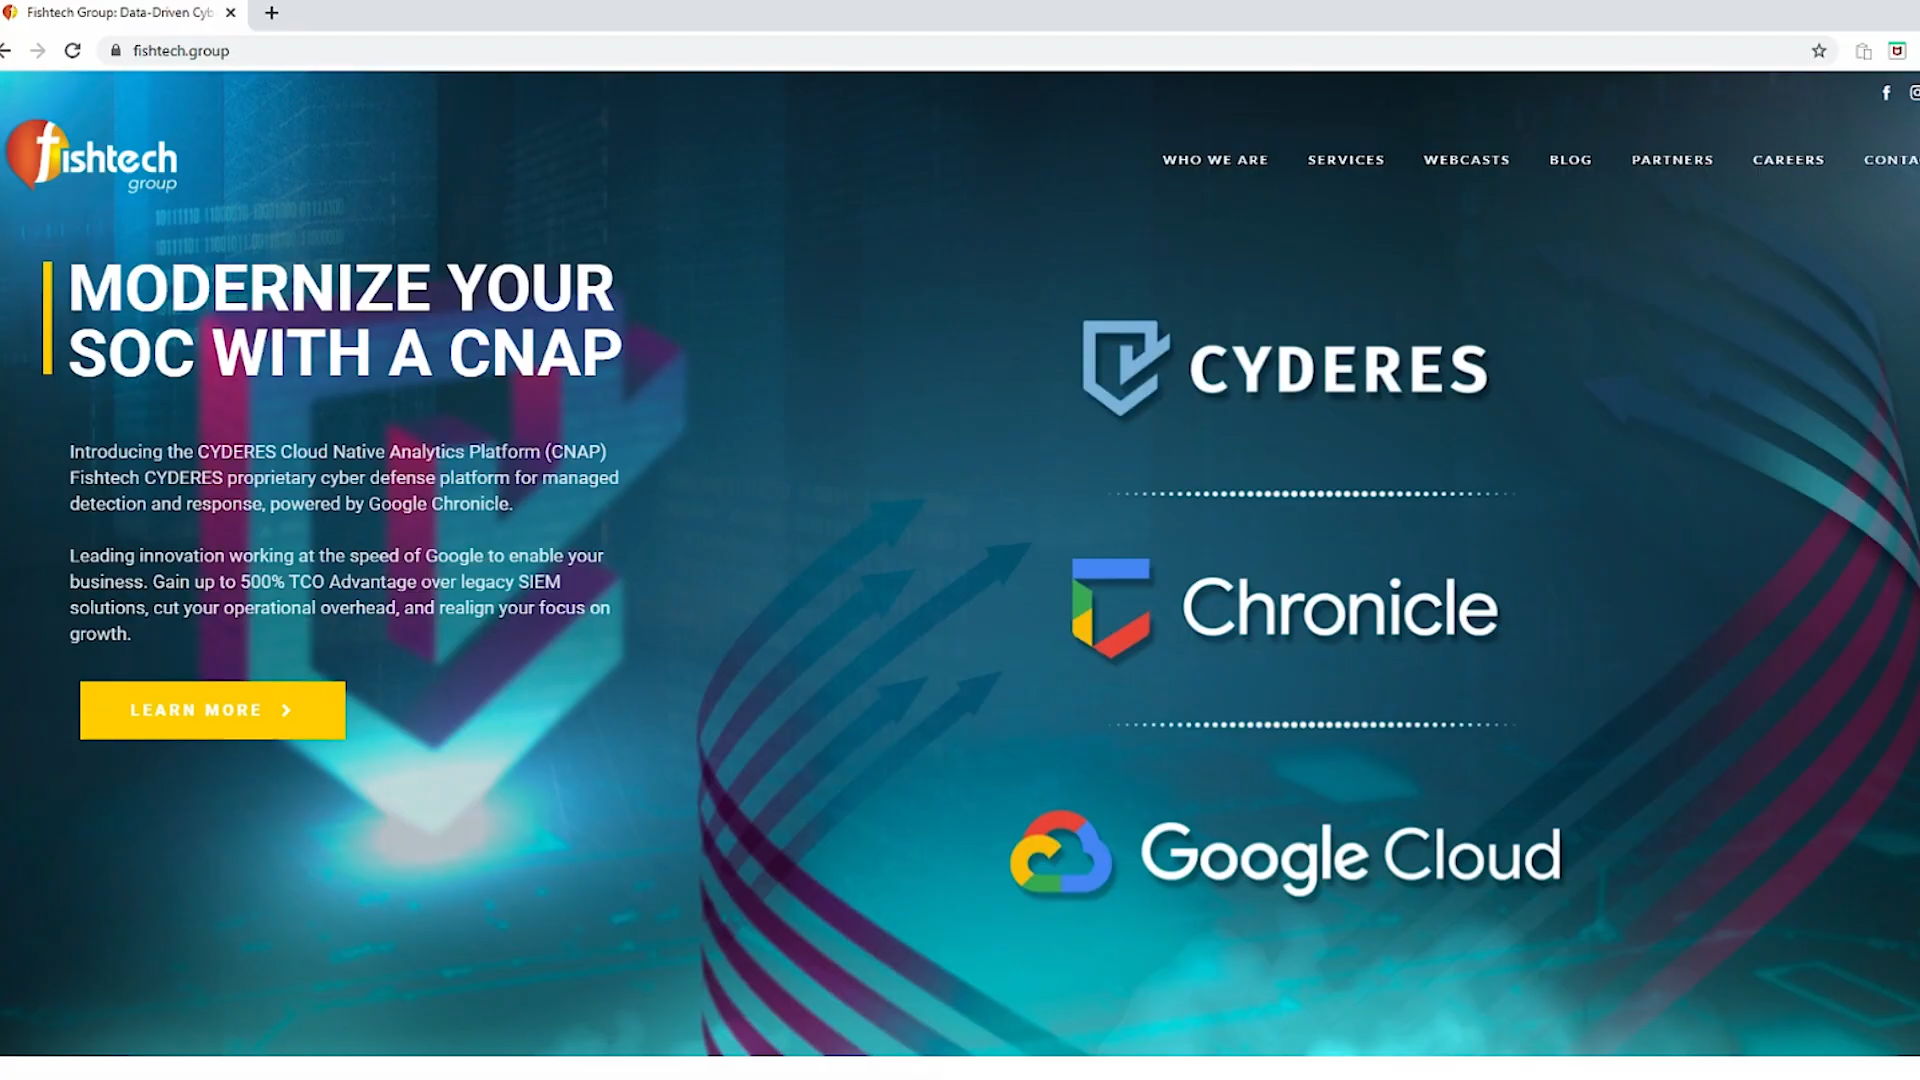 Fishtech Group: Data-Driven Cyb
fishtech.group
fishtech
group
WHO WE ARE
SERVICES
WEBCASTS
BLOG
PARTNERS
CAREERS
CONTA
MODERNIZE YOUR
SOC WITH A CNAP
Introducing the CYDERES Cloud Native Analytics Platform (CNAP)
Fishtech CYDERES proprietary cyber defense platform for managed
detection and response, powered by Google Chronicle.
Leading innovation working at the speed of Google to enable your
business. Gain up to 500% TCO Advantage over legacy SIEM
solutions, cut your operational overhead, and realign your focus on
growth.
LEARN MORE
CYDERES
Chronicle
Google Cloud